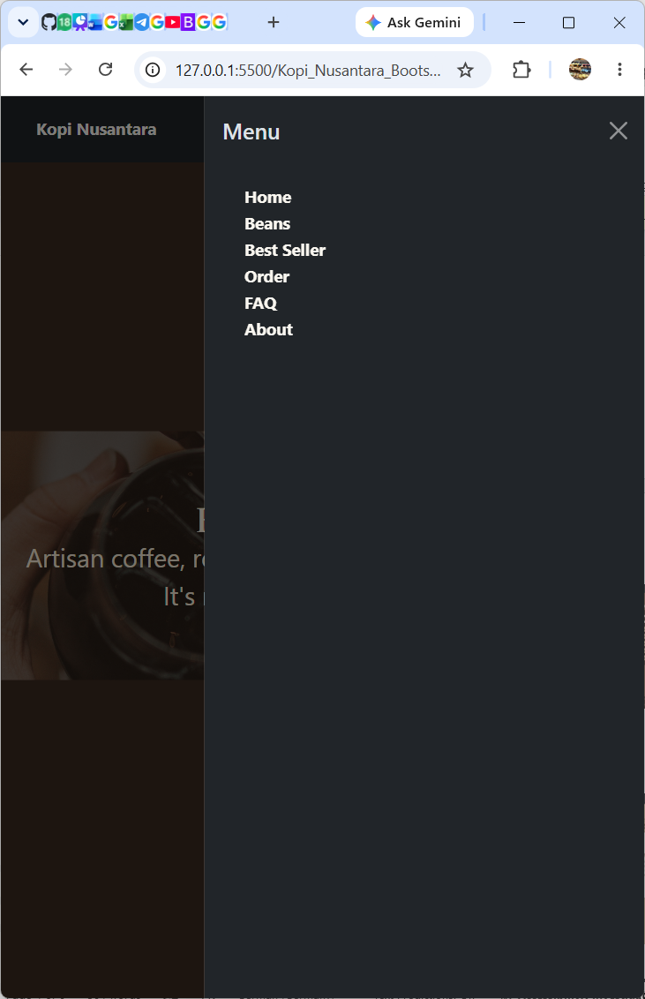 18
Ask Gemini
127.0.0.1:5500/Kopi_Nusantara_Boots...
Kopi Nusantara
Menu
Home
Beans
Best Seller
Order
FAQ
About
Artisan coffee, r
It's